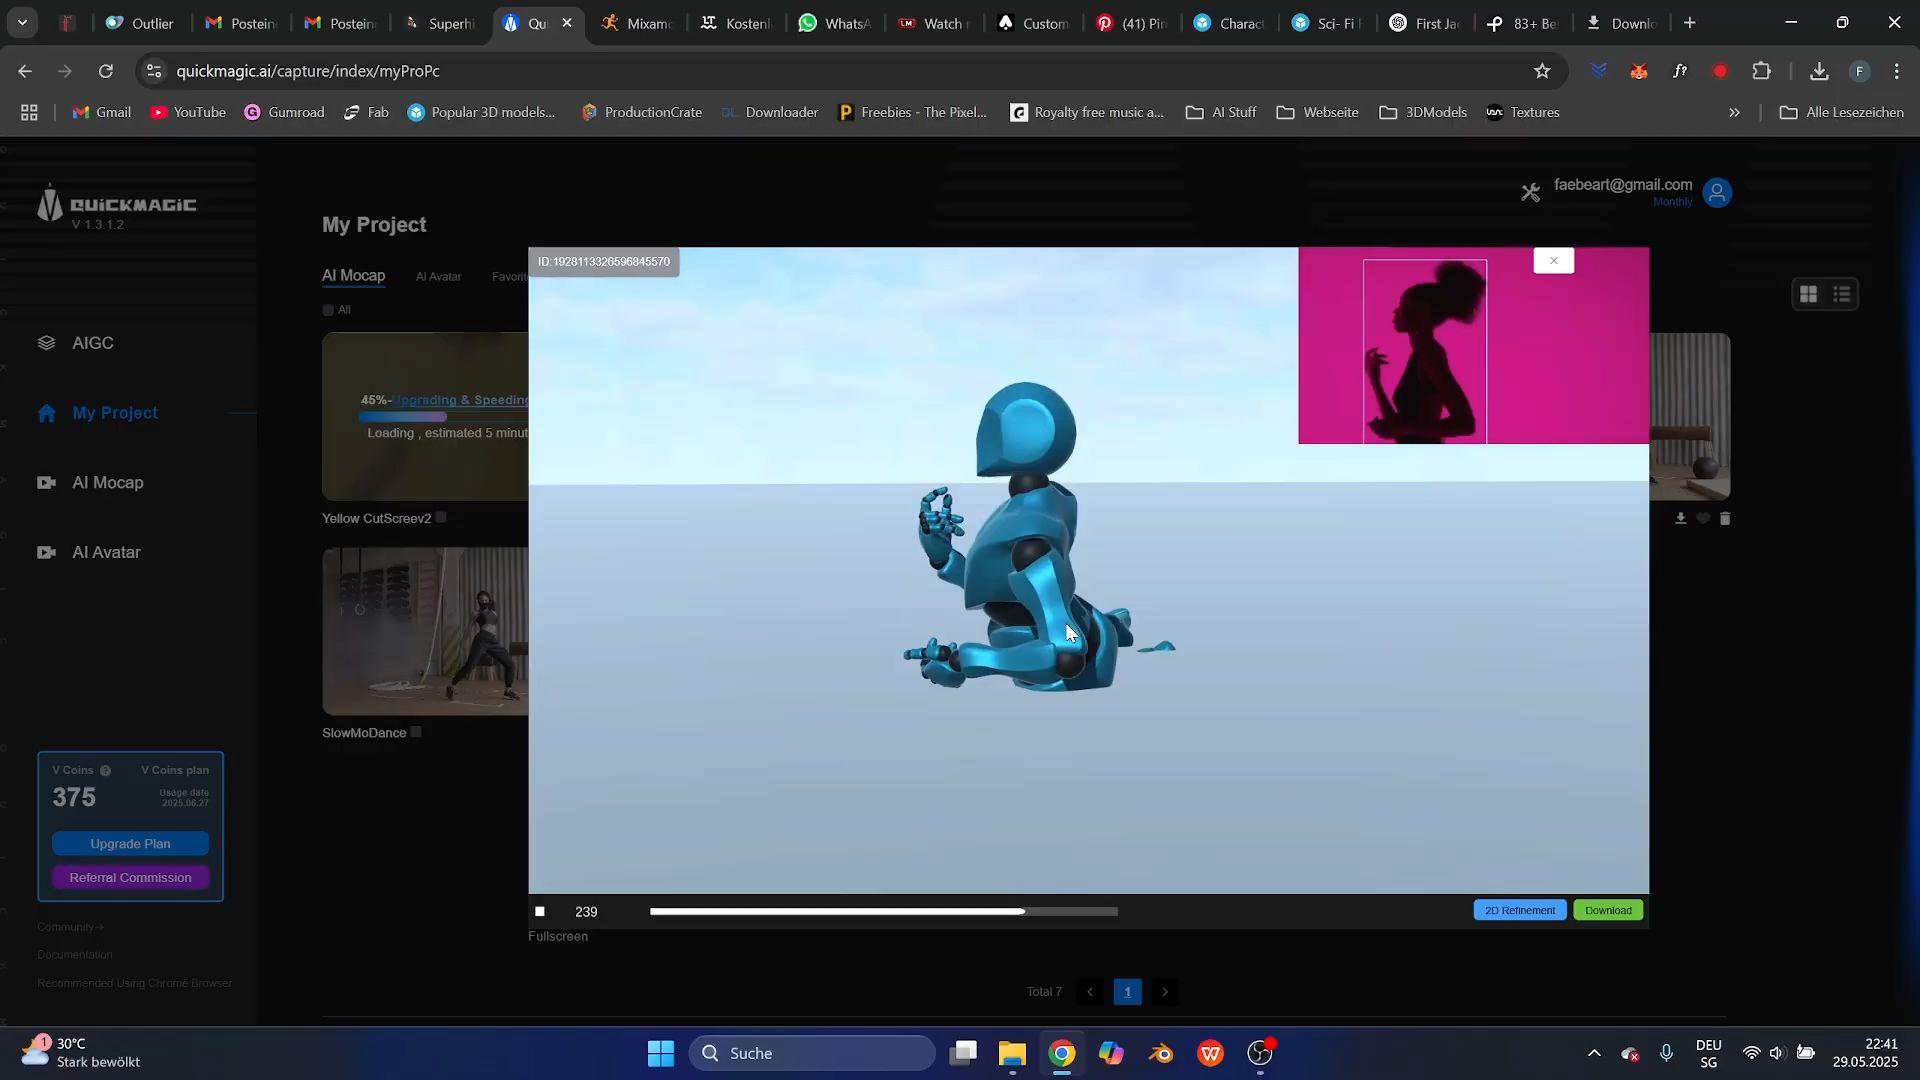 Outlier
Postein
Postein
Superhi
Qui
Mixamo
Kostenl
WhatsA
Watch
Custom
(41) Pin
Charact
Sci- Fi F
First Ja
83+ Be
Downlo
quickmagic.ai/capture/index/myProPc
F
Gmail
YouTube
Gumroad
Fab
Popular 3D models...
ProductionCrate
Downloader
Freebies - The Pixel...
Royalty free music a...
AI Stuff
Webseite
3DModels
Textures
Alle Lesezeichen
QUICKMAGIC
V 1.3.1.2
faebeart@gmail.com
Monthly
My Project
AI Mocap
AI Avatar
Favorit
All
ID:1928113326596845570
AIGC
My Project
AI Mocap
AI Avatar
45%-Upgrading & Speeding
Loading , estimated 5 minut
Yellow CutScreev2
SlowMoDance
V Coins
V Coins plan
375
Usage date
2025.06.27
Upgrade Plan
Referral Commission
239
2D Refinement
Download
Fullscreen
Community
Documentation
Recommended Using Chrome Browser
Total 7
1
1
30°C
Stark bewölkt
Suche
DEU
SG
22:41
29.05.2025